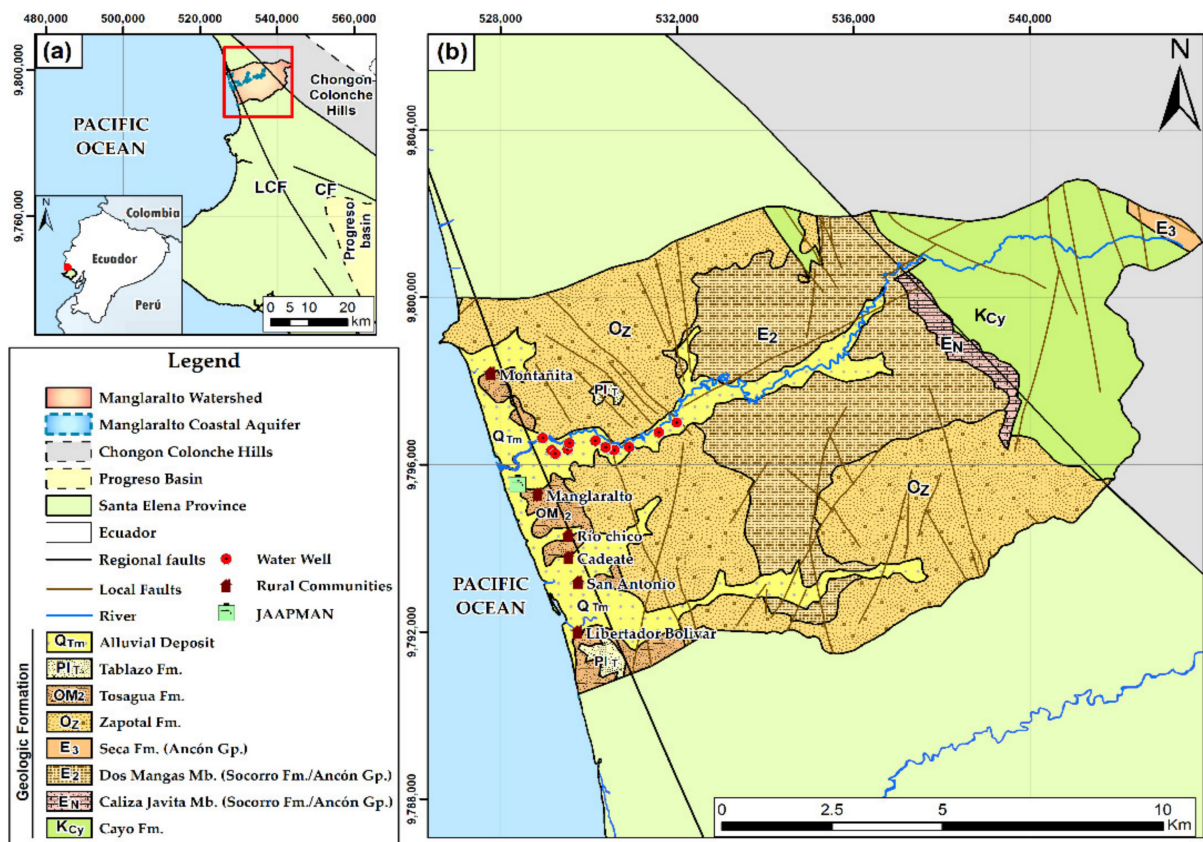 480,000 500,000 520,000 540,000 560,000
(a)
9,800,000
9,760,000
Chongon-
Colonche
Hills
PACIFIC
OCEAN
LCF
CF
Progreso
basin
N
Colombia
Ecuador
Perú
0 5 10 20
km
Legend
Manglaralto Watershed
Manglaralto Coastal Aquifer
Chongon Colonche Hills
Progreso Basin
Santa Elena Province
Ecuador
Regional faults
Water Well
Local Faults
Rural Communities
River
JAAPMAN
Geologic Formation
QTm Alluvial Deposit
PlT Tablazo Fm.
OM2 Tosagua Fm.
OZ Zapotal Fm.
E3 Seca Fm. (Ancón Gp.)
E2 Dos Mangas Mb. (Socorro Fm./Ancón Gp.)
EN Caliza Javita Mb. (Socorro Fm./Ancón Gp.)
KCy Cayo Fm.
528,000 532,000 536,000 540,000
(b)
N
9,804,000
9,800,000
9,796,000
9,792,000
9,788,000
E3
OZ
E2
KCy
EN
PlT
Montañita
QTm
Manglaralto
OM2
OZ
Río chico
Cadeate
San Antonio
PACIFIC
OCEAN
QTm
Libertador Bolívar
PlT
0 2.5 5 10
Km